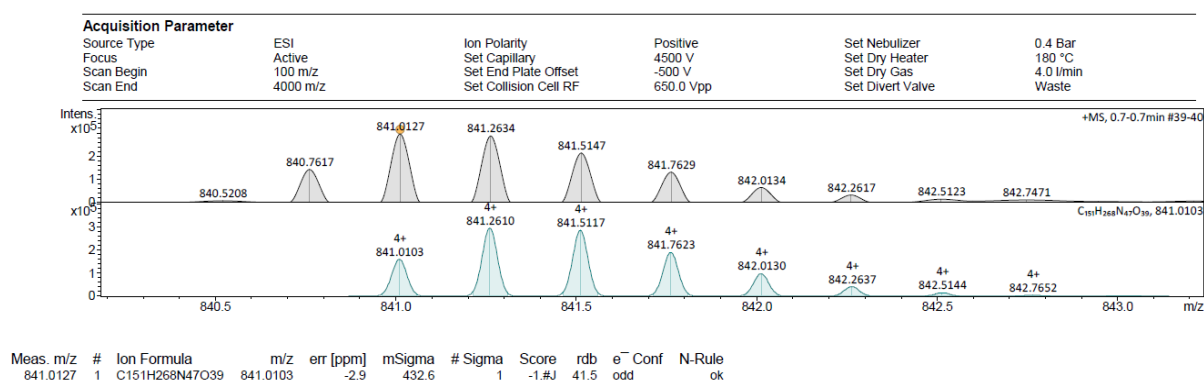 Acquisition Parameter
Source Type ESI Ion Polarity Positive Set Nebulizer 0.4 Bar
Focus Active Set Capillary 4500 V Set Dry Heater 180 °C
Scan Begin 100 m/z Set End Plate Offset -500 V Set Dry Gas 4.0 l/min
Scan End 4000 m/z Set Collision Cell RF 650.0 Vpp Set Divert Valve Waste
Intens.
x10⁵
+MS, 0.7-0.7min #39-40
841.0127
841.2634
841.5147
840.7617
841.7629
842.0134
842.2617
840.5208
842.5123
842.7471
2
1
0
x10⁵
C₁₅₁H₂₆₈N₄₇O₃₉, 841.0103
4+
841.2610
4+
841.5117
4+
841.7623
4+
841.0103
4+
842.0130
4+
842.2637
4+
842.5144
4+
842.7652
3
2
1
0
840.5 841.0 841.5 842.0 842.5 843.0 m/z
Meas. m/z # Ion Formula m/z err [ppm] mSigma # Sigma Score rdb e⁻ Conf N-Rule
841.0127 1 C151H268N47O39 841.0103 -2.9 432.6 1 -1.#J 41.5 odd ok